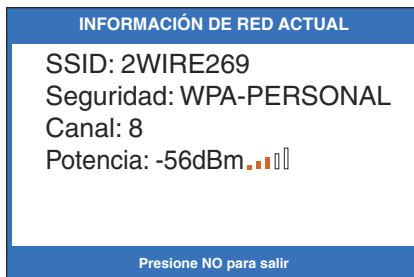 INFORMACIÓN DE RED ACTUAL
SSID: 2WIRE269
Seguridad: WPA-PERSONAL
Canal: 8
Potencia: -56dBm
Presione NO para salir